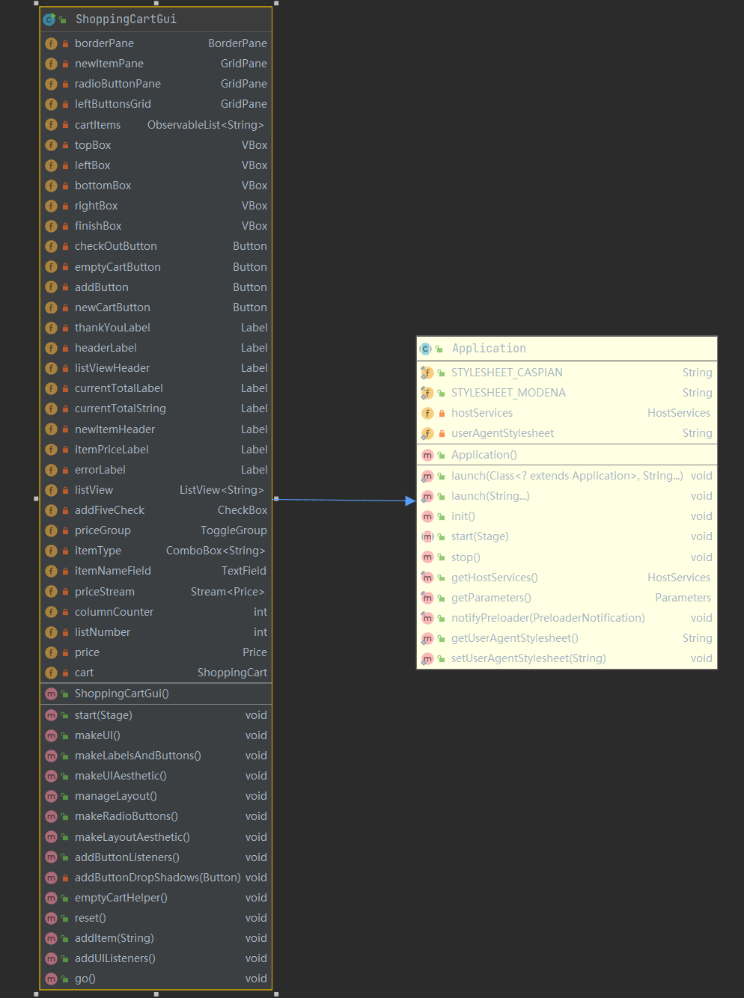 ShoppingCartGui
borderPane BorderPane
newItemPane GridPane
radioButtonPane GridPane
leftButtonsGrid GridPane
cartItems ObservableList<String>
topBox VBox
leftBox VBox
bottomBox VBox
rightBox VBox
finishBox VBox
checkOutButton Button
emptyCartButton Button
addButton Button
newCartButton Button
thankYouLabel Label
headerLabel Label
listViewHeader Label
currentTotalLabel Label
currentTotalString Label
newItemHeader Label
itemPriceLabel Label
errorLabel Label
listView ListView<String>
addFiveCheck CheckBox
priceGroup ToggleGroup
itemType ComboBox<String>
itemNameField TextField
priceStream Stream<Price>
columnCounter int
listNumber int
price Price
cart ShoppingCart
ShoppingCartGui()
start(Stage) void
makeUI() void
makeLabelsAndButtons() void
makeUIAesthetic() void
manageLayout() void
makeRadioButtons() void
makeLayoutAesthetic() void
addButtonListeners() void
addButtonDropShadows(Button) void
emptyCartHelper() void
reset() void
addItem(String) void
addUIListeners() void
go() void
Application
STYLESHEET_CASPIAN String
STYLESHEET_MODENA String
hostServices HostServices
userAgentStylesheet String
Application()
launch(Class<? extends Application>, String...) void
launch(String...) void
init() void
start(Stage) void
stop() void
getHostServices() HostServices
getParameters() Parameters
notifyPreloader(PreloaderNotification) void
getUserAgentStylesheet() String
setUserAgentStylesheet(String) void